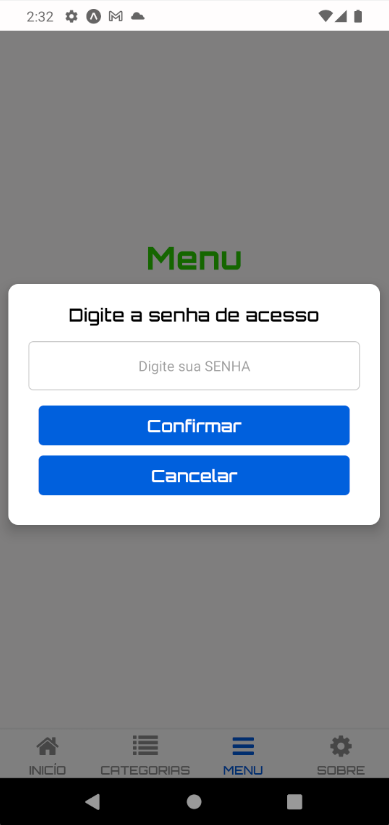 2:32
Menu
Digite a senha de acesso
Digite sua SENHA
Confirmar
Cancelar
INICÍO CATEGORIAS MENU SOBRE